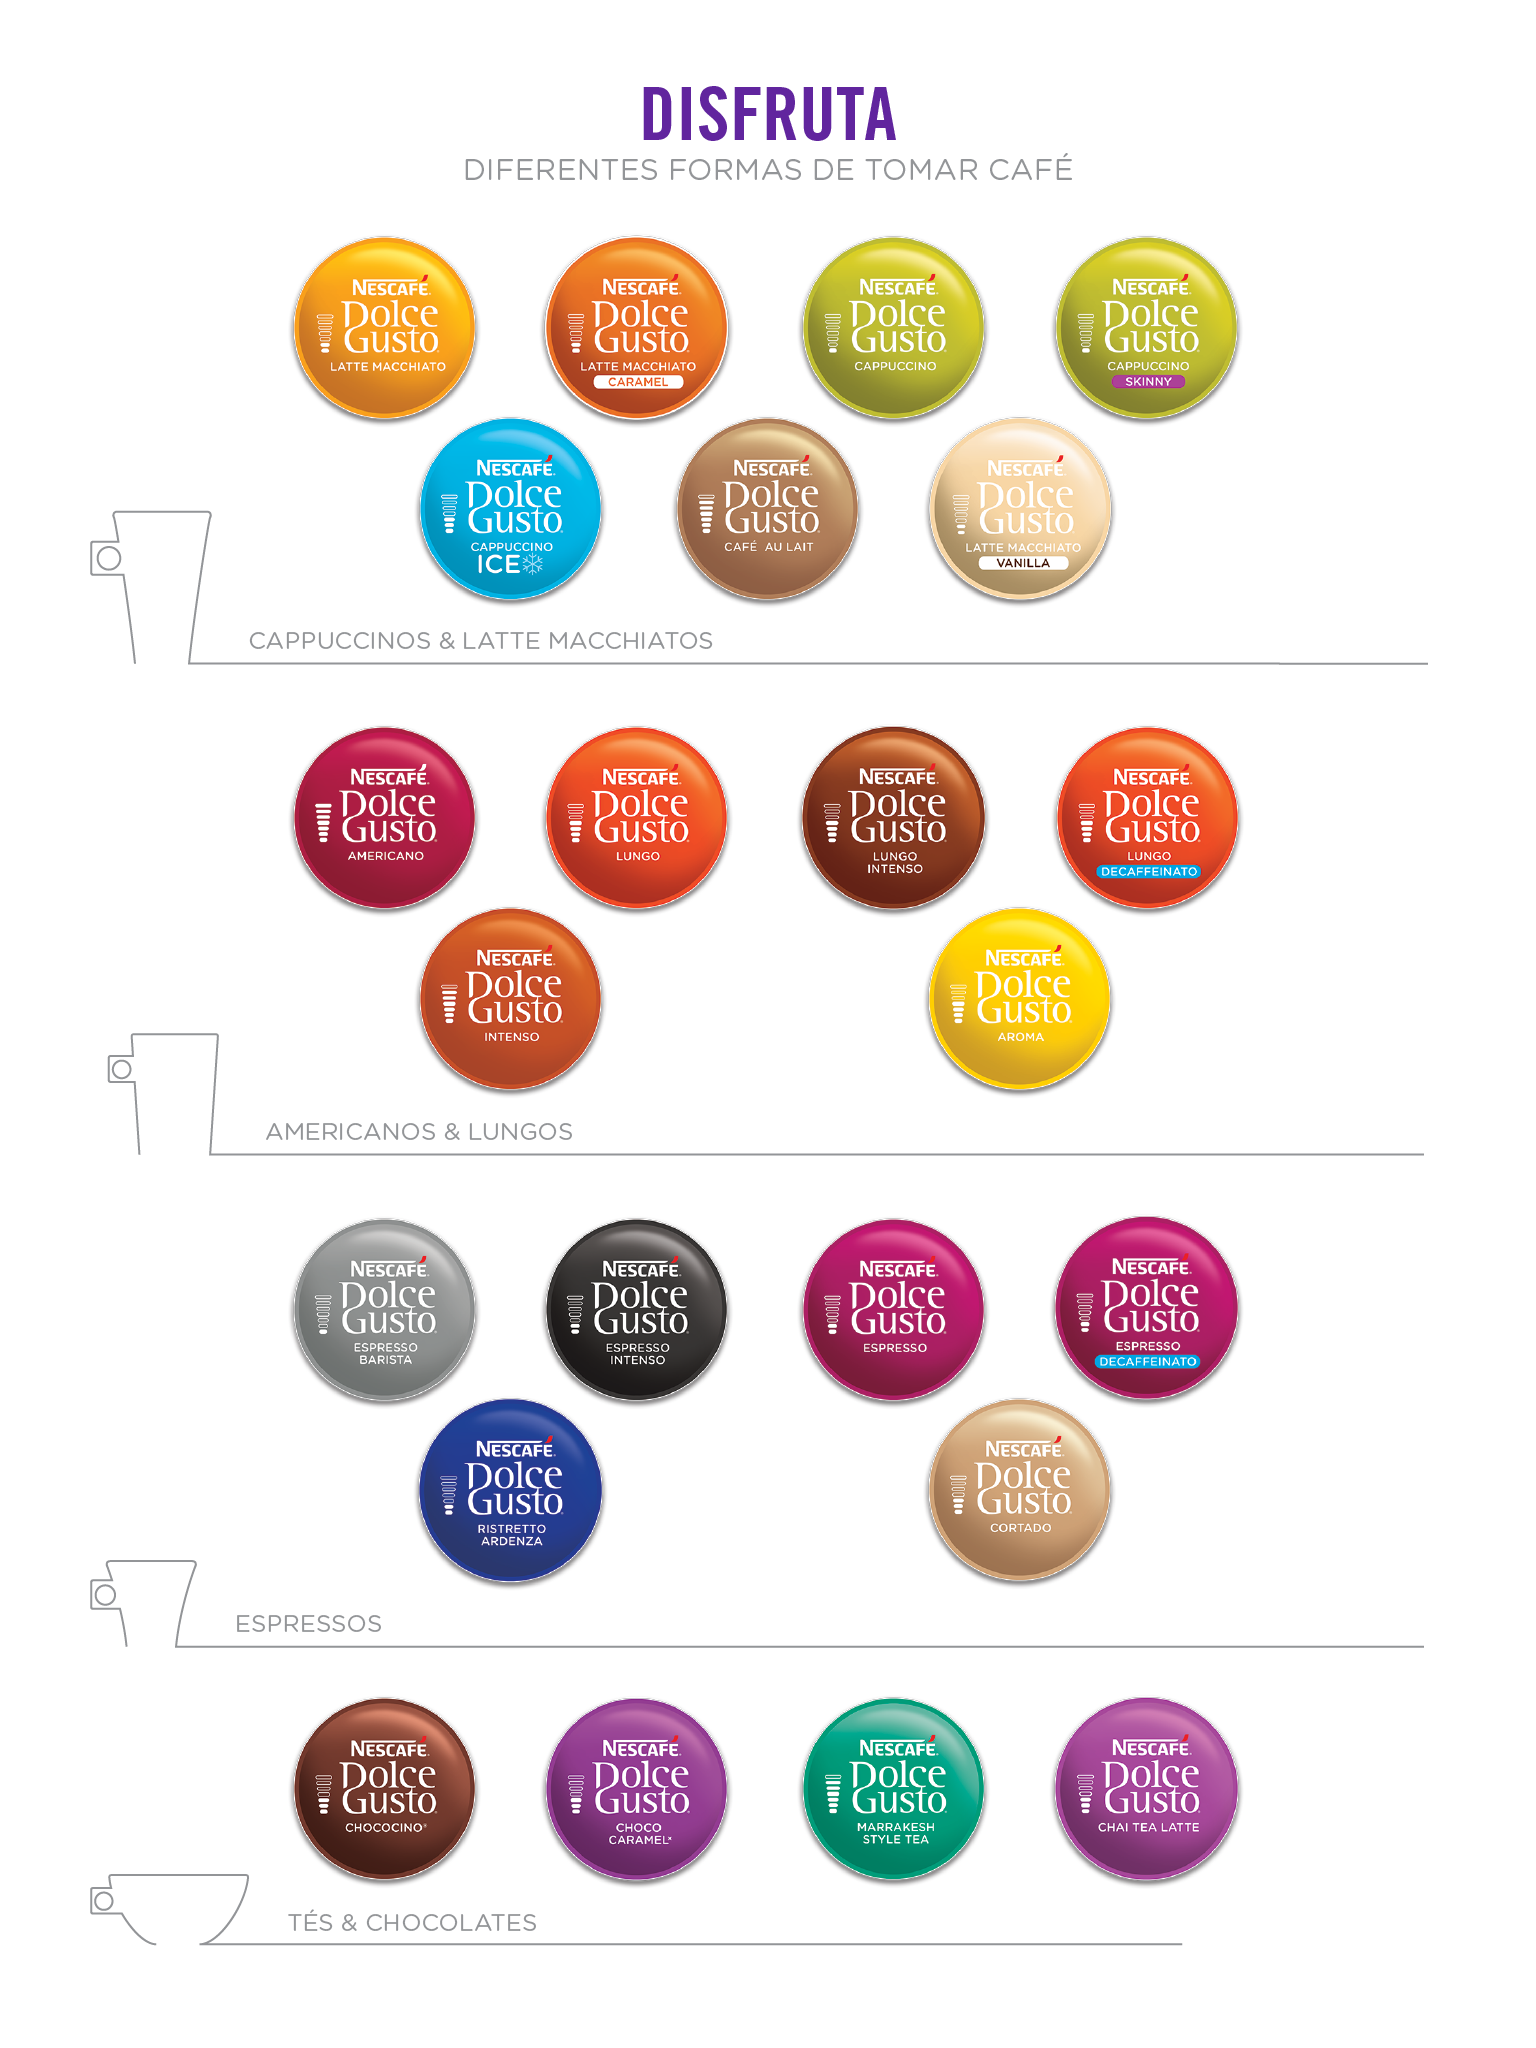 DISFRUTA
DIFERENTES FORMAS DE TOMAR CAFÉ
NESCAFÉ
Dolce
Gusto
LATTE MACCHIATO
NESCAFÉ
Dolce
Gusto
LATTE MACCHIATO
CARAMEL
NESCAFÉ
Dolce
Gusto
CAPPUCCINO
NESCAFÉ
Dolce
Gusto
CAPPUCCINO
SKINNY
NESCAFÉ
Dolce
Gusto
CAPPUCCINO
ICE
NESCAFÉ
Dolce
Gusto
CAFÉ AU LAIT
NESCAFÉ
Dolce
Gusto
LATTE MACCHIATO
VANILLA
CAPPUCCINOS & LATTE MACCHIATOS
NESCAFÉ
Dolce
Gusto
AMERICANO
NESCAFÉ
Dolce
Gusto
LUNGO
NESCAFÉ
Dolce
Gusto
LUNGO
INTENSO
NESCAFÉ
Dolce
Gusto
LUNGO
DECAFFEINATO
NESCAFÉ
Dolce
Gusto
INTENSO
NESCAFÉ
Dolce
Gusto
AROMA
AMERICANOS & LUNGOS
NESCAFÉ
Dolce
Gusto
ESPRESSO
BARISTA
NESCAFÉ
Dolce
Gusto
ESPRESSO
INTENSO
NESCAFÉ
Dolce
Gusto
ESPRESSO
NESCAFÉ
Dolce
Gusto
ESPRESSO
DECAFFEINATO
NESCAFÉ
Dolce
Gusto
RISTRETTO
ARDENZA
NESCAFÉ
Dolce
Gusto
CORTADO
ESPRESSOS
NESCAFÉ
Dolce
Gusto
CHOCOCINO®
NESCAFÉ
Dolce
Gusto
CHOCO
CARAMEL*
NESCAFÉ
Dolce
Gusto
MARRAKESH
STYLE TEA
NESCAFÉ
Dolce
Gusto
CHAI TEA LATTE
TÉS & CHOCOLATES